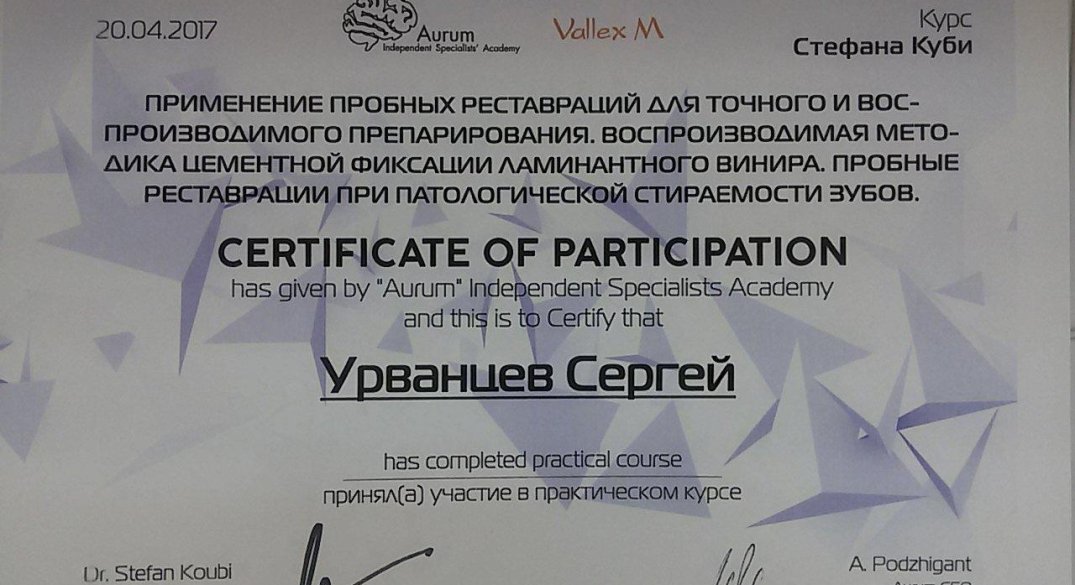 20.04.2017
Aurum
Independent Specialists' Academy
Vallex M
Курс
Стефана Куби
ПРИМЕНЕНИЕ ПРОБНЫХ РЕСТАВРАЦИЙ ДЛЯ ТОЧНОГО И ВОС-
ПРОИЗВОДИМОГО ПРЕПАРИРОВАНИЯ. ВОСПРОИЗВОДИМАЯ МЕТО-
ДИКА ЦЕМЕНТНОЙ ФИКСАЦИИ ЛАМИНАНТНОГО ВИНИРА. ПРОБНЫЕ
РЕСТАВРАЦИИ ПРИ ПАТОЛОГИЧЕСКОЙ СТИРАЕМОСТИ ЗУБОВ.
CERTIFICATE OF PARTICIPATION
has given by "Aurum" Independent Specialists Academy
and this is to Certify that
Урванцев Сергей
has completed practical course
принял(а) участие в практическом курсе
Dr. Stefan Koubi
A. Podzhigant